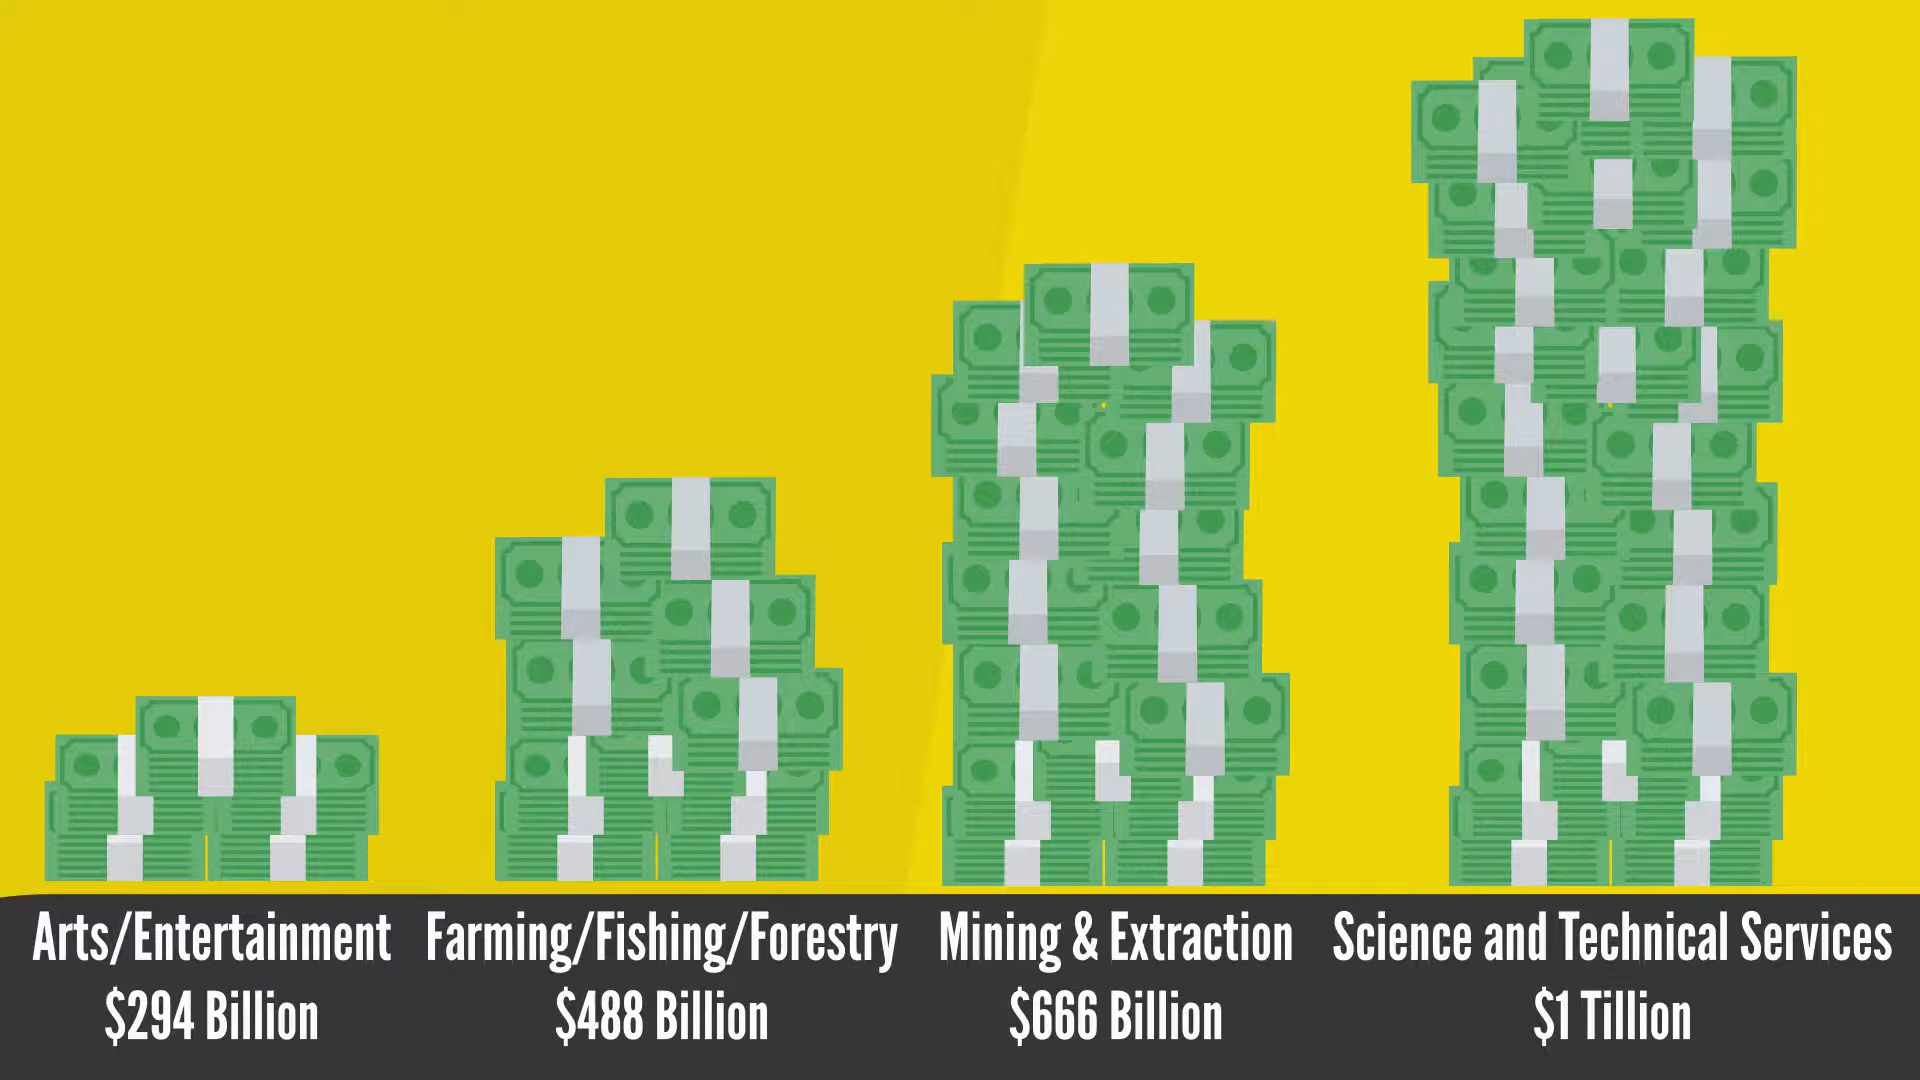 Arts/Entertainment
$294 Billion
Farming/Fishing/Forestry
$488 Billion
Mining & Extraction
$666 Billion
Science and Technical Services
$1 Tillion